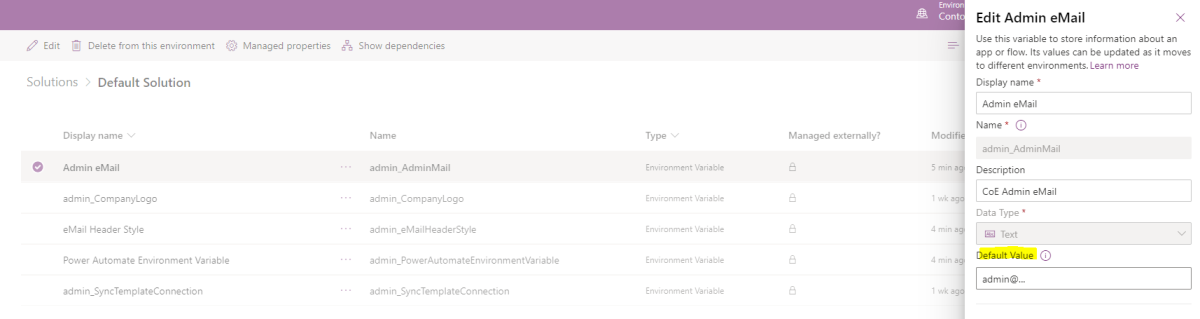 Environ
Conto
Edit Delete from this environment Managed properties Show dependencies
Solutions > Default Solution
Display name Name Type Managed externally? Modifie
Admin eMail ... admin_AdminMail Environment Variable 5 min ag
admin_CompanyLogo ... admin_CompanyLogo Environment Variable 1 wk ago
eMail Header Style ... admin_eMailHeaderStyle Environment Variable 4 min ag
Power Automate Environment Variable ... admin_PowerAutomateEnvironmentVariable Environment Variable 4 min ag
admin_SyncTemplateConnection ... admin_SyncTemplateConnection Environment Variable 1 wk ago
Edit Admin eMail
Use this variable to store information about an
app or flow. Its values can be updated as it moves
to different environments. Learn more
Display name *
Admin eMail
Name *
admin_AdminMail
Description
CoE Admin eMail
Data Type *
Text
Default Value
admin@...